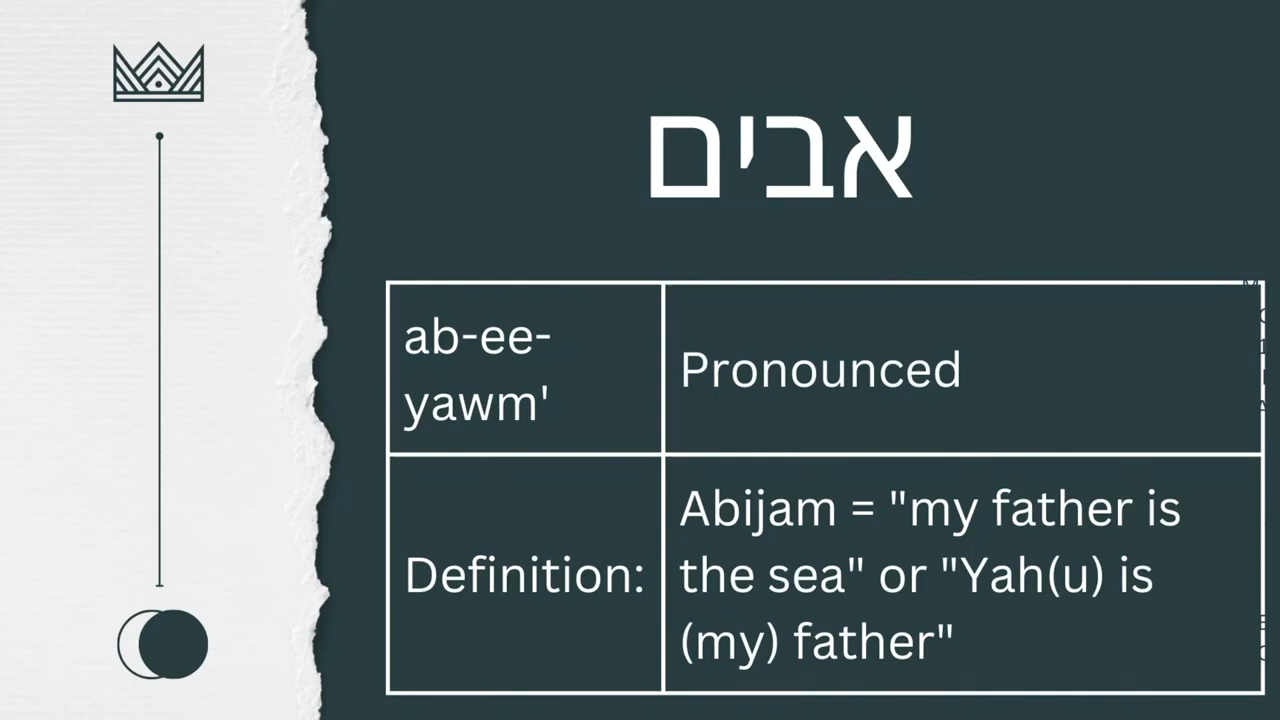 אבים
ab-ee-
yawm'
Pronounced
Definition:
Abijam = "my father is
the sea" or "Yah(u) is
(my) father"